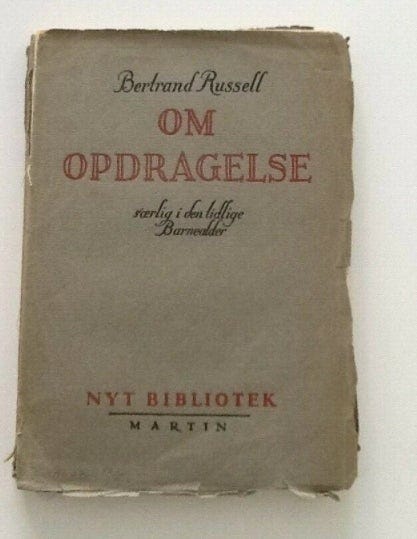 Bertrand Russell
OM
OPDRAGELSE
særlig i den tidlige
Barnealder
NYT BIBLIOTEK
MARTIN